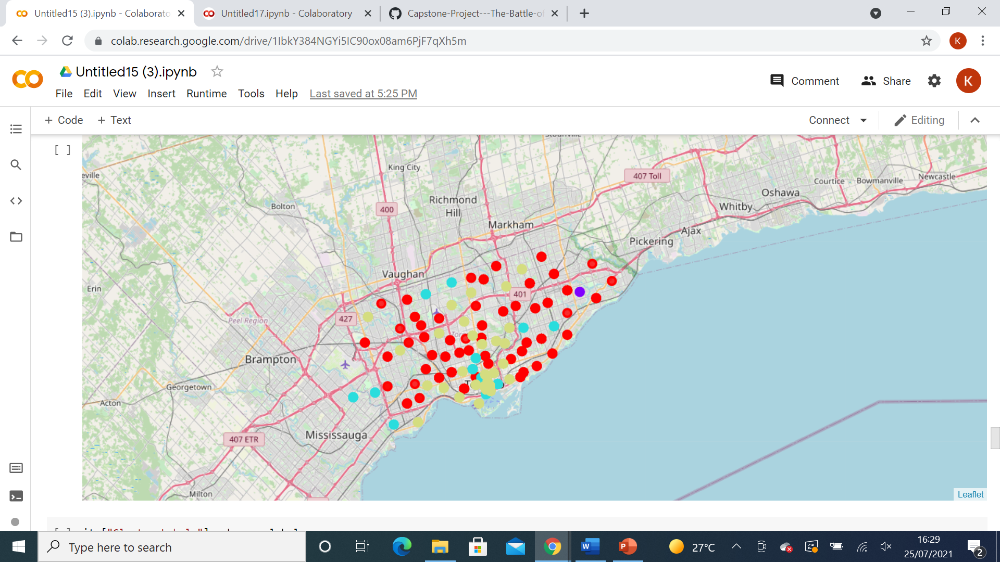 Untitled15 (3).ipynb - Colaborato
Untitled17.ipynb - Colaboratory
Capstone-Project---The-Battle-of
colab.research.google.com/drive/1IbkY384NGYi5IC90ox08am6PjF7qXh5m
K
Untitled15 (3).ipynb
Comment
Share
K
File Edit View Insert Runtime Tools Help Last saved at 5:25 PM
+ Code + Text
Connect
Editing
[ ]
Stouffville
King City
eville
407 Toll
Courtice
Bowmanville
Newcastle
Oshawa
Richmond
Hill
Bolton
400
Whitby
Markham
Ajax
Pickering
Vaughan
Erin
401
Peel Region
427
Brampton
Georgetown
Acton
Mississauga
407 ETR
Milton
Leaflet
Type here to search
27°C
16:29
25/07/2021
2